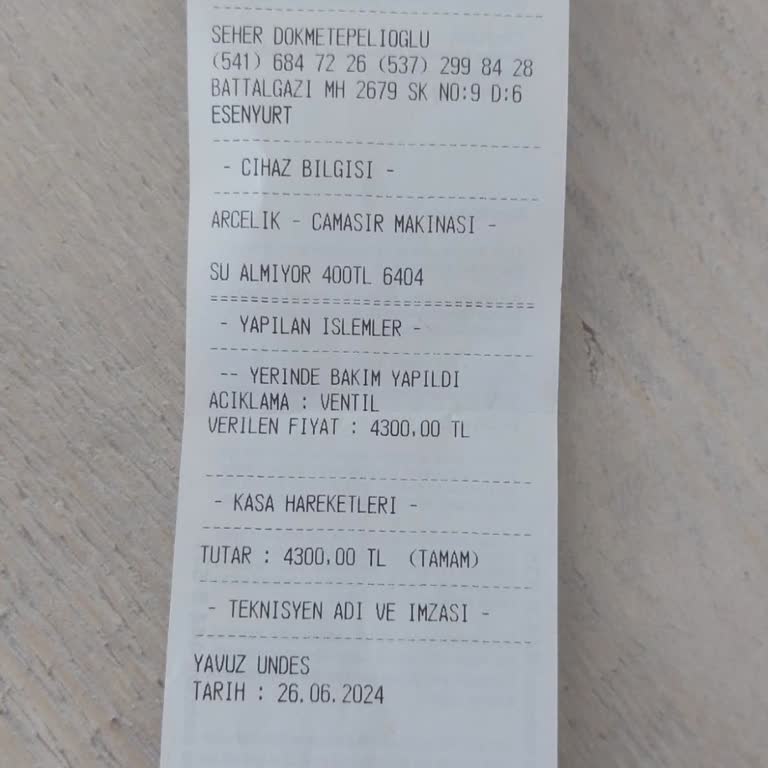 SEHER DOKMETEPELIOGLU
(541) 684 72 26 (537) 299 84 28
BATTALGAZI MH 2679 SK NO:9 D:6
ESENYURT
- CIHAZ BILGISI -
ARCELIK - CAMASIR MAKINASI -
SU ALMIYOR 400TL 6404
- YAPILAN ISLEMLER -
-- YERINDE BAKIM YAPILDI
ACIKLAMA : VENTIL
VERILEN FIYAT : 4300.00 TL
- KASA HAREKETLERI -
TUTAR : 4300.00 TL (TAMAM)
- TEKNISYEN ADI VE IMZASI -
YAVUZ UNDES
TARIH : 26.06.2024